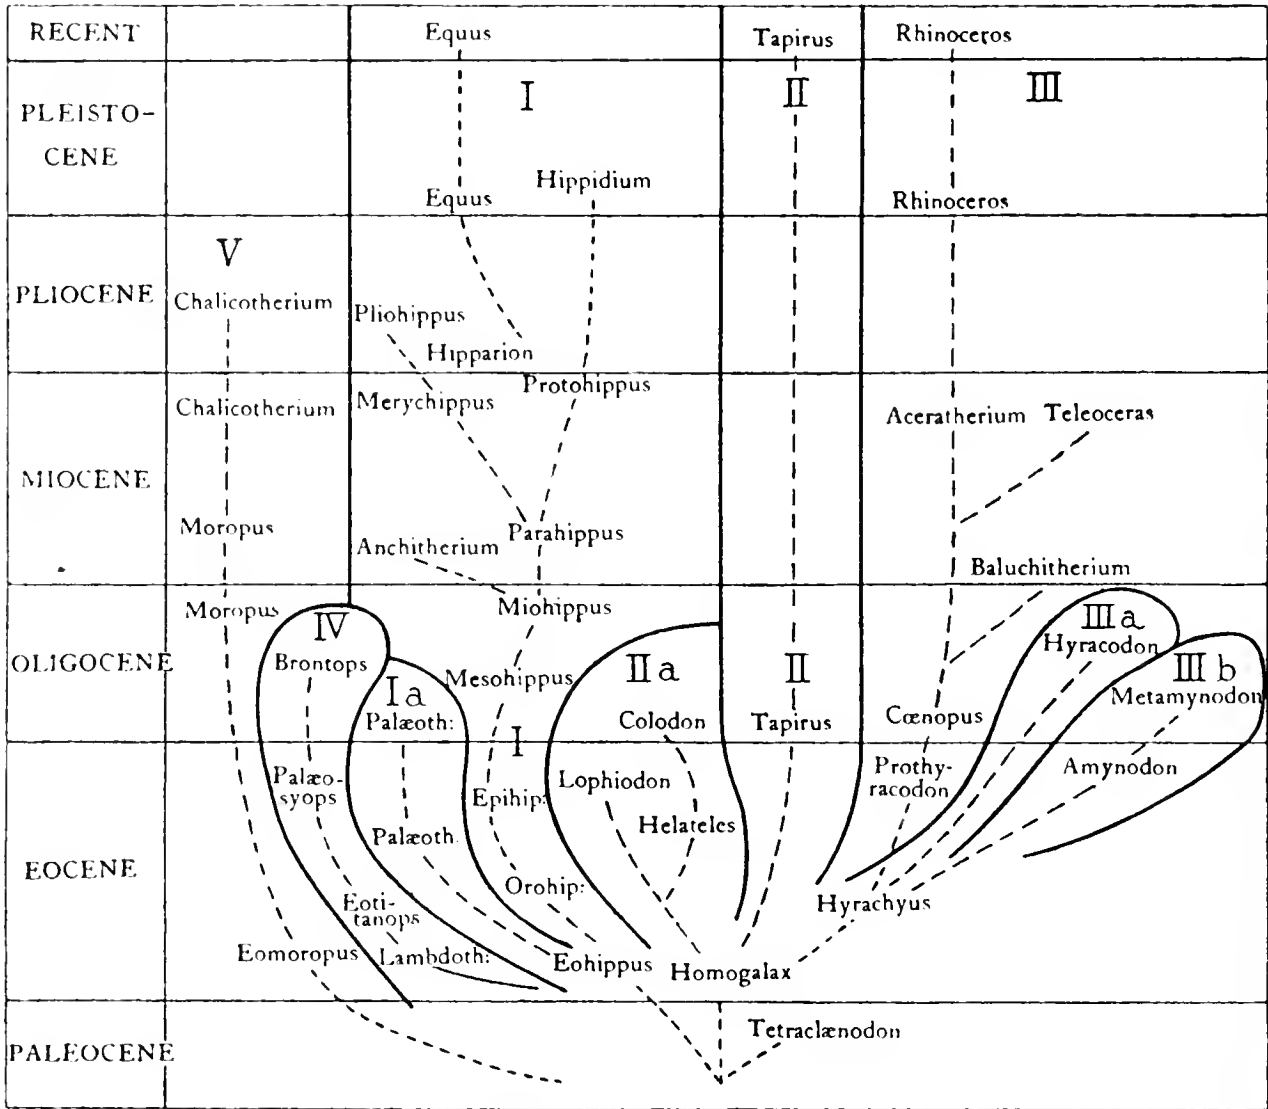 RECENT
Equus
Tapirus
Rhinoceros
PLEISTO-
CENE
I
II
III
Hippidium
Equus
Rhinoceros
PLIOCENE
V
Chalicotherium
Pliohippus
Hipparion
Protohippus
MIOCENE
Chalicotherium
Merychippus
Aceratherium
Teleoceras
Moropus
Parahippus
Anchitherium
Baluchitherium
OLIGOCENE
Moropus
IV
Brontops
Ia
Palæoth:
Miohippus
Mesohippus
I
IIa
Colodon
II
Tapirus
Cœnopus
IIIa
Hyracodon
III b
Metamynodon
EOCENE
Palæo-
syops
Palæoth.
Epihip:
Lophiodon
Helateles
Prothy-
racodon
Amynodon
Orohip:
Eoti-
tanops
Hyrachyus
Eomoropus
Lambdoth:
Eohippus
Homogalax
PALEOCENE
Tetraclænodon